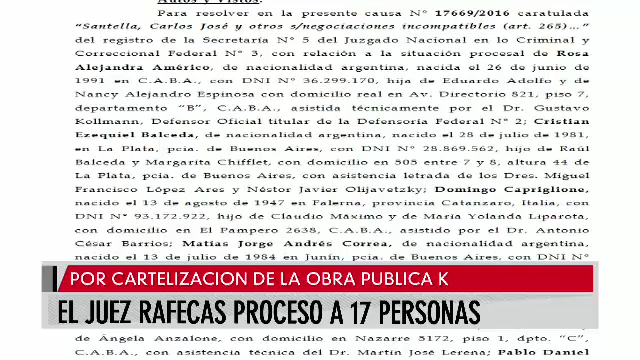 Autos y Vistos:
Para resolver en la presente causa N° 17669/2016 caratulada
“Santella, Carlos José y otros s/negociaciones incompatibles (art. 265)…”
del registro de la Secretaría N° 5 del Juzgado Nacional en lo Criminal y
Correccional Federal N° 3, con relación a la situación procesal de Rosa
Alejandra Américo, de nacionalidad argentina, nacida el 26 de junio de
1991 en C.A.B.A., con DNI N° 36.299.170, hija de Eduardo Adolfo y de
Nancy Alejandro Espinosa con domicilio real en Av. Directorio 821, piso 7,
departamento “B”, C.A.B.A., asistida técnicamente por el Dr. Gustavo
Kollmann, Defensor Oficial titular de la Defensoría Federal N° 2; Cristian
Ezequiel Balceda, de nacionalidad argentina, nacido el 28 de julio de 1981,
en La Plata, pcia. de Buenos Aires, con DNI N° 28.869.562, hijo de Raúl
Balceda y Margarita Chifflet, con domicilio en 505 entre 7 y 8, altura 44 de
La Plata, pcia. de Buenos Aires, con asistencia letrada de los Dres. Miguel
Francisco López Ares y Néstor Javier Olijavetzky; Domingo Capriglione,
nacido el 13 de agosto de 1947 en Falerna, provincia Catanzaro, Italia, con
DNI N° 93.172.922, hijo de Claudio Máximo y de María Yolanda Liparota,
con domicilio en El Pampero 2638, C.A.B.A., asistido por el Dr. Antonio
César Barrios; Matías Jorge Andrés Correa, de nacionalidad argentina,
nacido el 13 de julio de 1984 en Junín, pcia. de Buenos Aires, con DNI N°
POR CARTELIZACION DE LA OBRA PUBLICA K
EL JUEZ RAFECAS PROCESO A 17 PERSONAS
de Ángela Anzalone, con domicilio en Nazarre 5172, piso 1, dpto. “C”,
C.A.B.A., con asistencia técnica del Dr. Martín José Lerena; Pablo Daniel